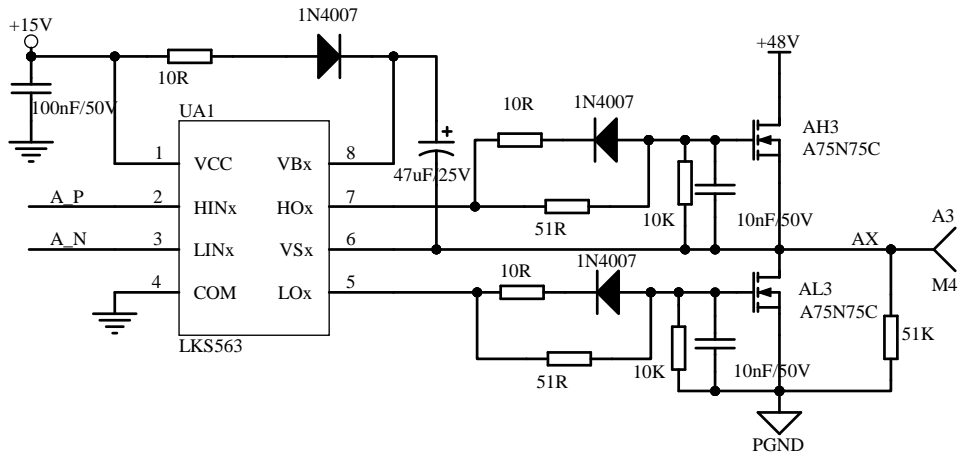 1N4007
+15V
10R
+48V
100nF/50V
UA1
10R
1N4007
AH3
A75N75C
1 VCC VBx 8
+
47uF/25V
A_P 2 HINx HOx 7
51R
10K
10nF/50V
A3
A_N 3 LINx VSx 6
AX
10R
1N4007
M4
4 COM LOx 5
AL3
A75N75C
51K
LKS563
51R
10K
10nF/50V
PGND